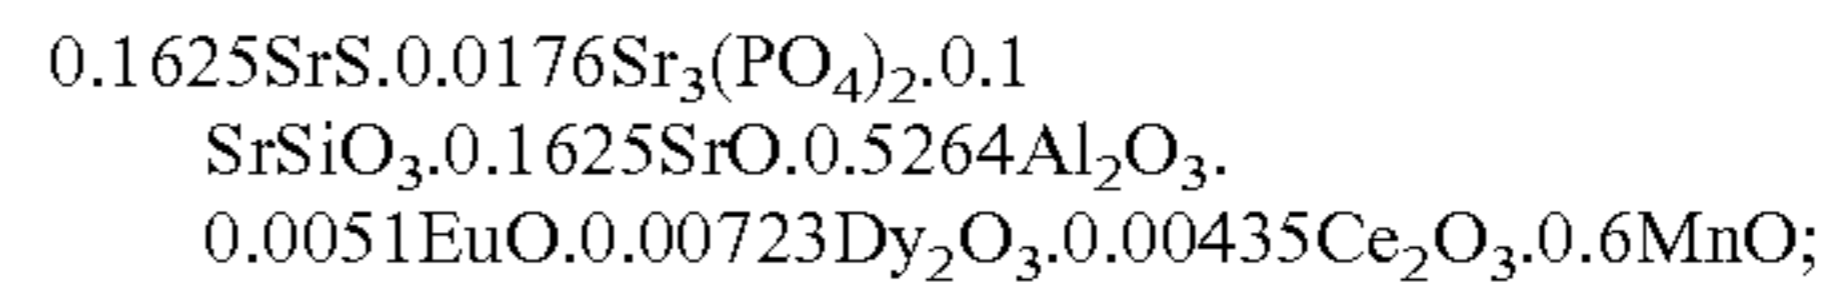 0.1625SrS.0.0176Sr₃(PO₄)₂.0.1
SrSiO₃.0.1625SrO.0.5264Al₂O₃.
0.0051EuO.0.00723Dy₂O₃.0.00435Ce₂O₃.0.6MnO;